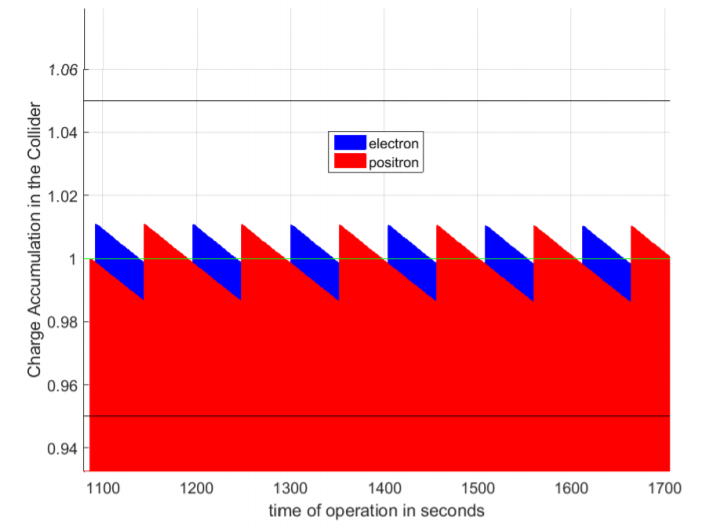 Charge Accumulation in the Collider
1.06
1.04
1.02
1
0.98
0.96
0.94
electron
positron
1100 1200 1300 1400 1500 1600 1700
time of operation in seconds